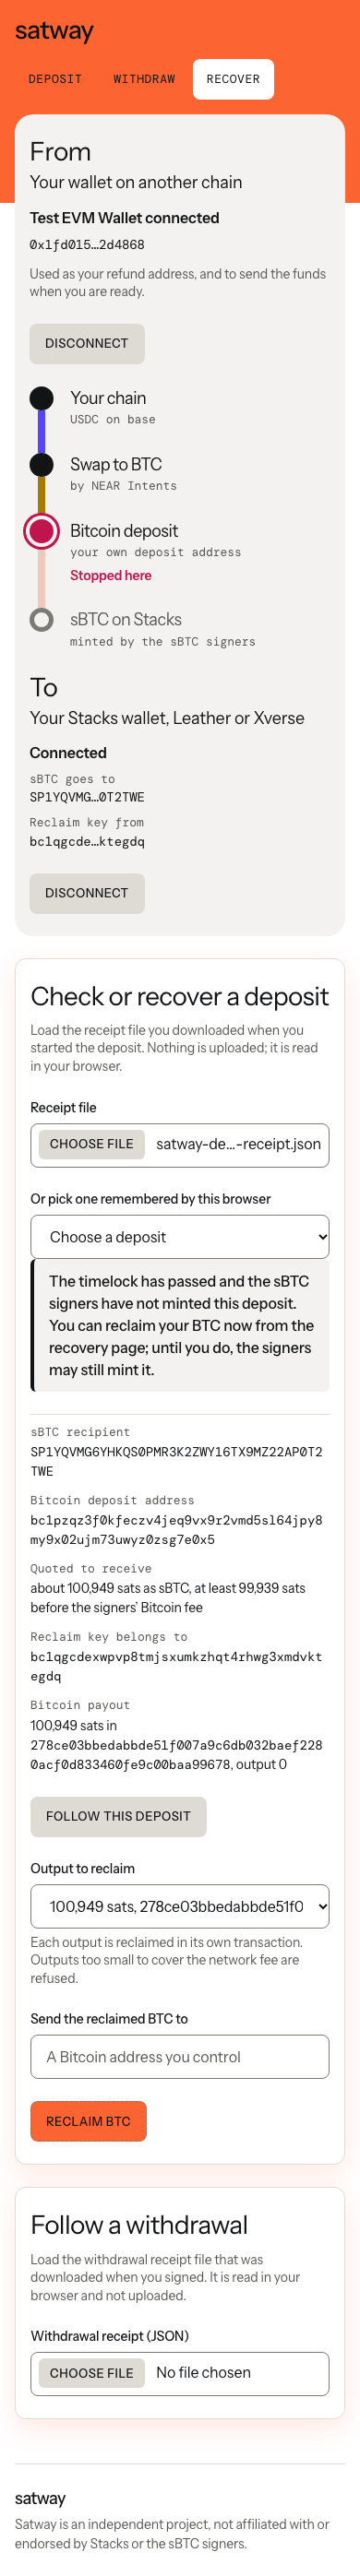 satway
DEPOSIT WITHDRAW RECOVER
From
Your wallet on another chain
Test EVM Wallet connected
0x1fd015…2d4868
Used as your refund address, and to send the funds
when you are ready.
DISCONNECT
Your chain
USDC on base
Swap to BTC
by NEAR Intents
Bitcoin deposit
your own deposit address
Stopped here
sBTC on Stacks
minted by the sBTC signers
To
Your Stacks wallet, Leather or Xverse
Connected
sBTC goes to
SP1YQVMG…0T2TWE
Reclaim key from
bc1qgcde…ktegdq
DISCONNECT
Check or recover a deposit
Load the receipt file you downloaded when you
started the deposit. Nothing is uploaded; it is read
in your browser.
Receipt file
CHOOSE FILE satway-de…-receipt.json
Or pick one remembered by this browser
Choose a deposit
The timelock has passed and the sBTC
signers have not minted this deposit.
You can reclaim your BTC now from the
recovery page; until you do, the signers
may still mint it.
sBTC recipient
SP1YQVMG6YHKQS0PMR3K2ZWY16TX9MZ22AP0T2
TWE
Bitcoin deposit address
bc1pzqz3f0kfeczv4jeq9vx9r2vmd5sl64jpy8
my9x02ujm73uwyz0zsg7e0x5
Quoted to receive
about 100,949 sats as sBTC, at least 99,939 sats
before the signers’ Bitcoin fee
Reclaim key belongs to
bc1qgcdexwpvp8tmjsxumkzhqt4rhwg3xmdvkt
egdq
Bitcoin payout
100,949 sats in
278ce03bbedabbde51f007a9c6db032baef228
0acf0d833460fe9c00baa99678, output 0
FOLLOW THIS DEPOSIT
Output to reclaim
100,949 sats, 278ce03bbedabbde51f0
Each output is reclaimed in its own transaction.
Outputs too small to cover the network fee are
refused.
Send the reclaimed BTC to
A Bitcoin address you control
RECLAIM BTC
Follow a withdrawal
Load the withdrawal receipt file that was
downloaded when you signed. It is read in your
browser and not uploaded.
Withdrawal receipt (JSON)
CHOOSE FILE No file chosen
satway
Satway is an independent project, not affiliated with or
endorsed by Stacks or the sBTC signers.